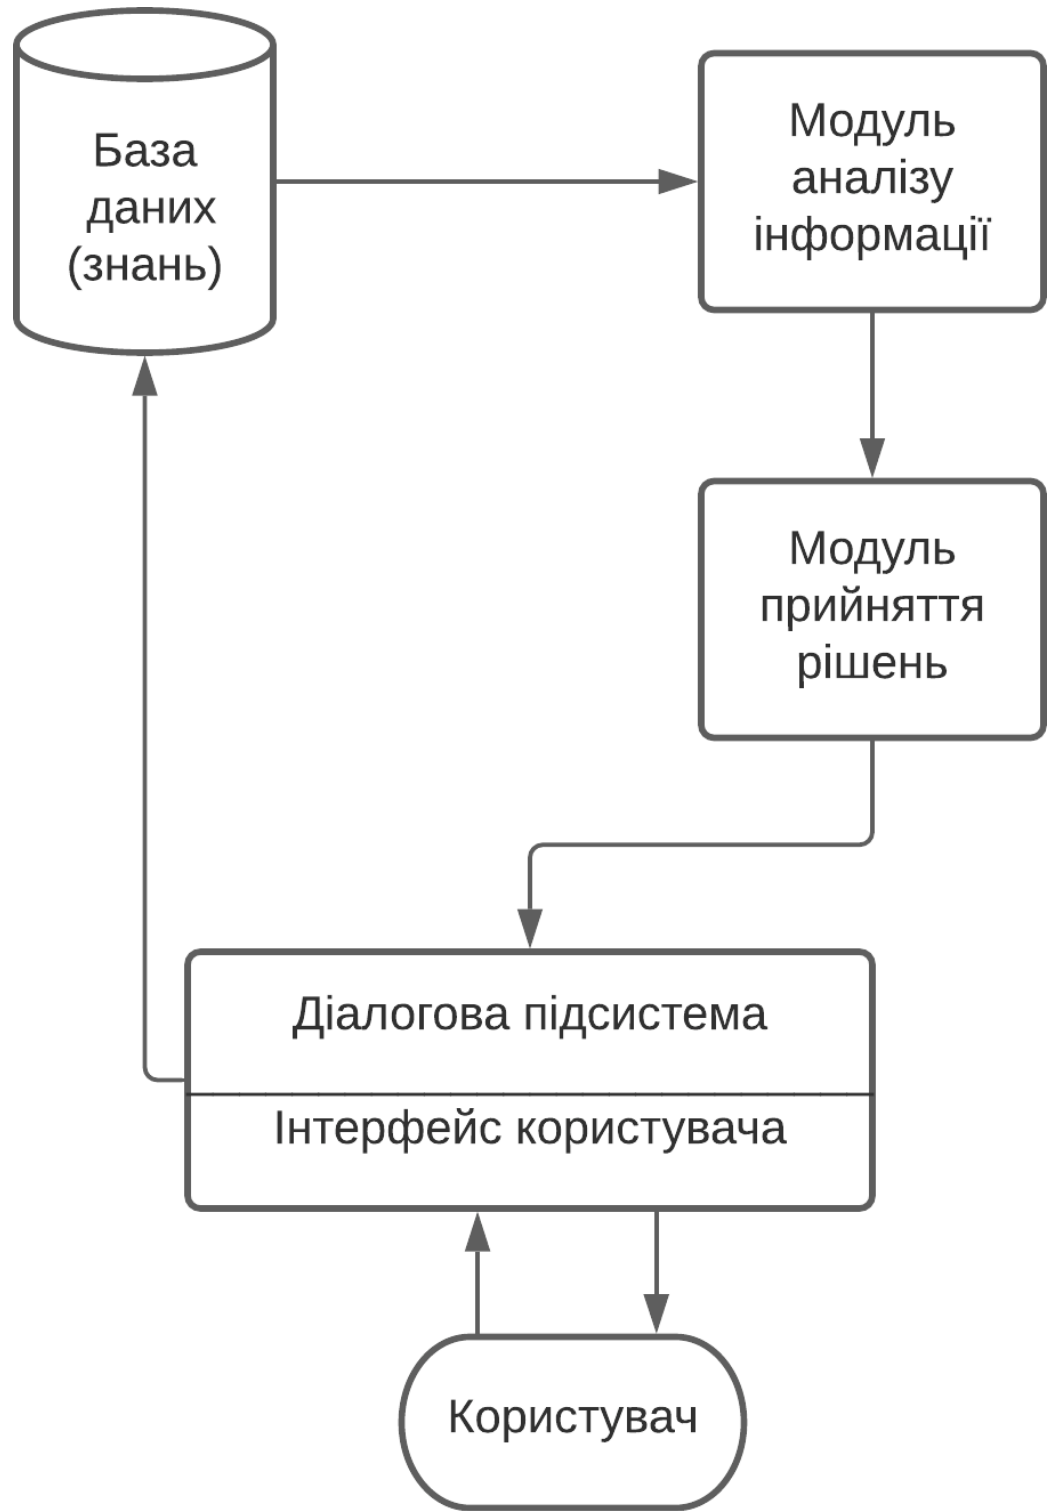 База
даних
(знань)
Модуль
аналізу
інформації
Модуль
прийняття
рішень
Діалогова підсистема
Інтерфейс користувача
Користувач